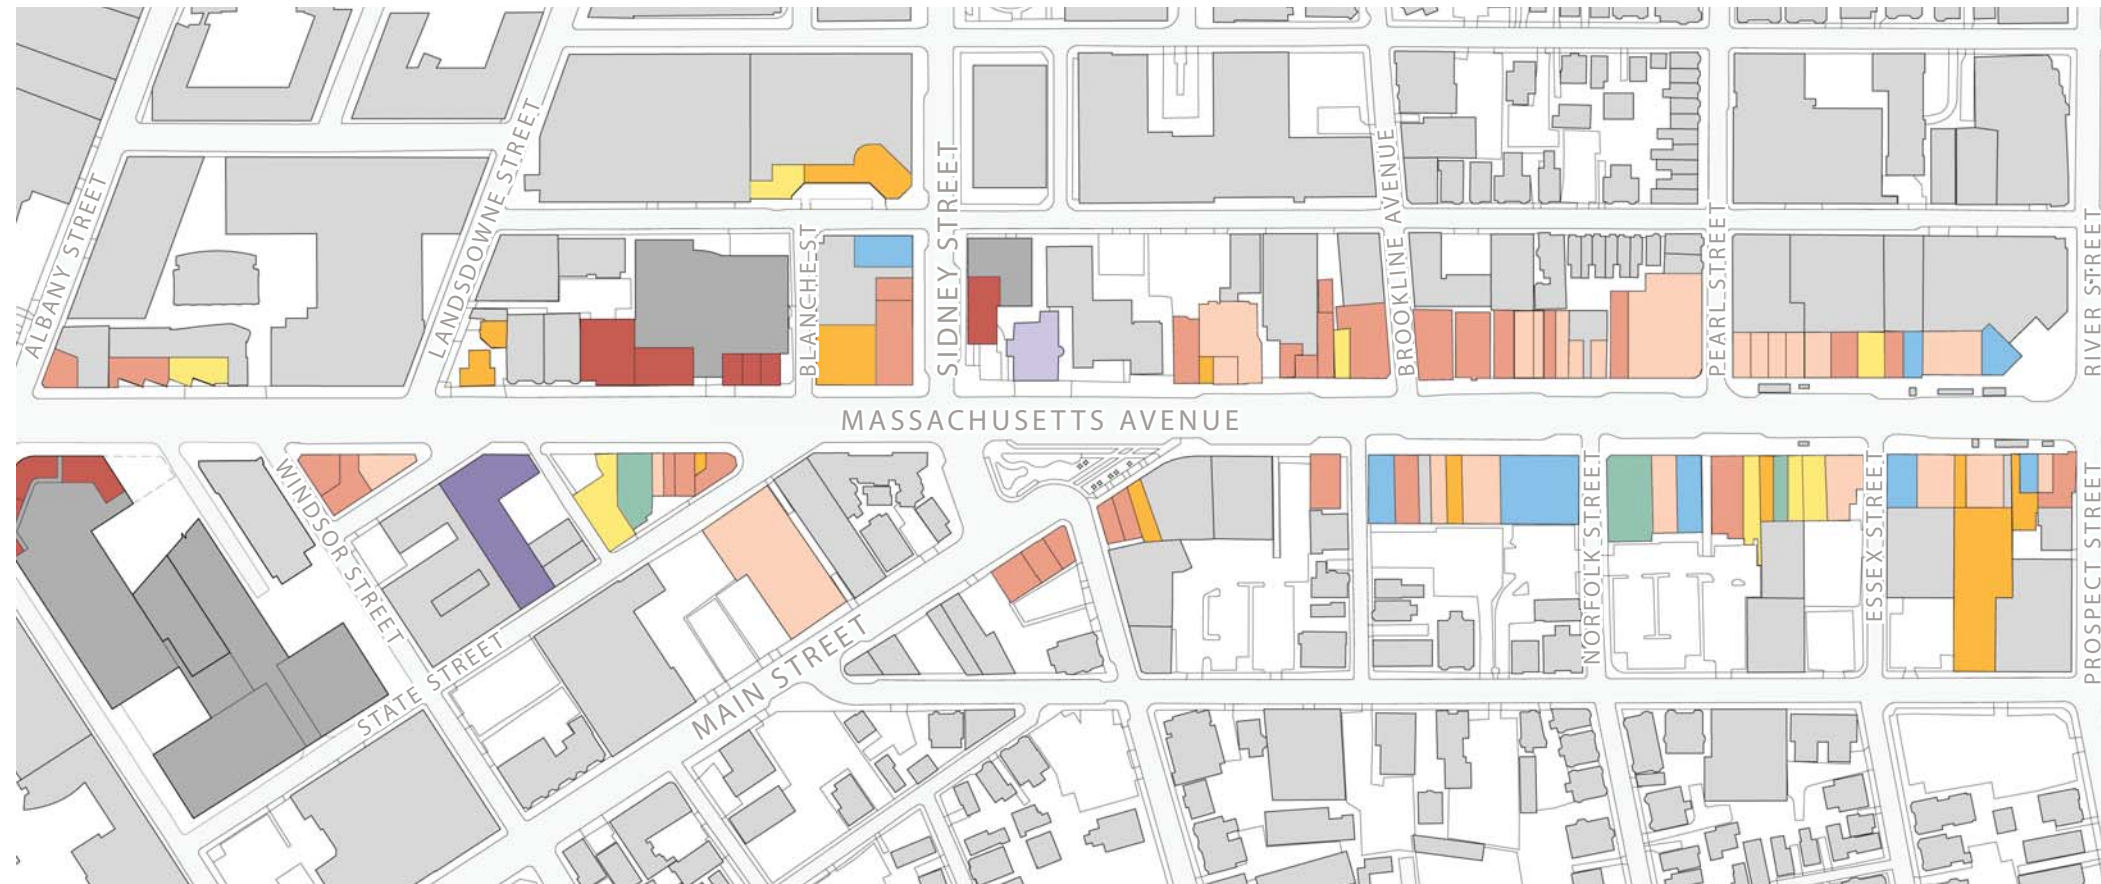 ALBANY STREET
LANDSDOWNE STREET
BLANCHE ST
SIDNEY STREET
BROOKLINE AVENUE
PEARL STREET
RIVER STREET
MASSACHUSETTS AVENUE
WINDSOR STREET
STATE STREET
MAIN STREET
NORFOLK STREET
ESSEX STREET
PROSPECT STREET